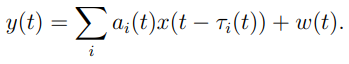 y(t) = ∑_i a_i(t)x(t − τ_i(t)) + w(t).